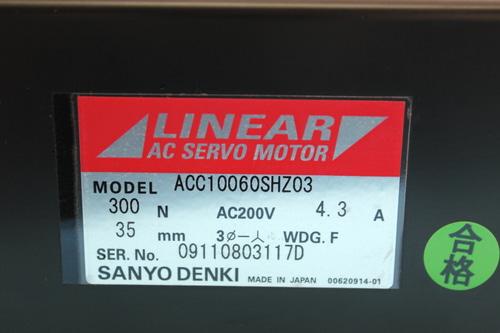 LINEAR
AC SERVO MOTOR
MODEL ACC10060SHZ03
300 N AC200V 4.3 A
35 mm 3ø－人 WDG. F
SER. No. 09110803117D
SANYO DENKI MADE IN JAPAN 00620914-01
合格